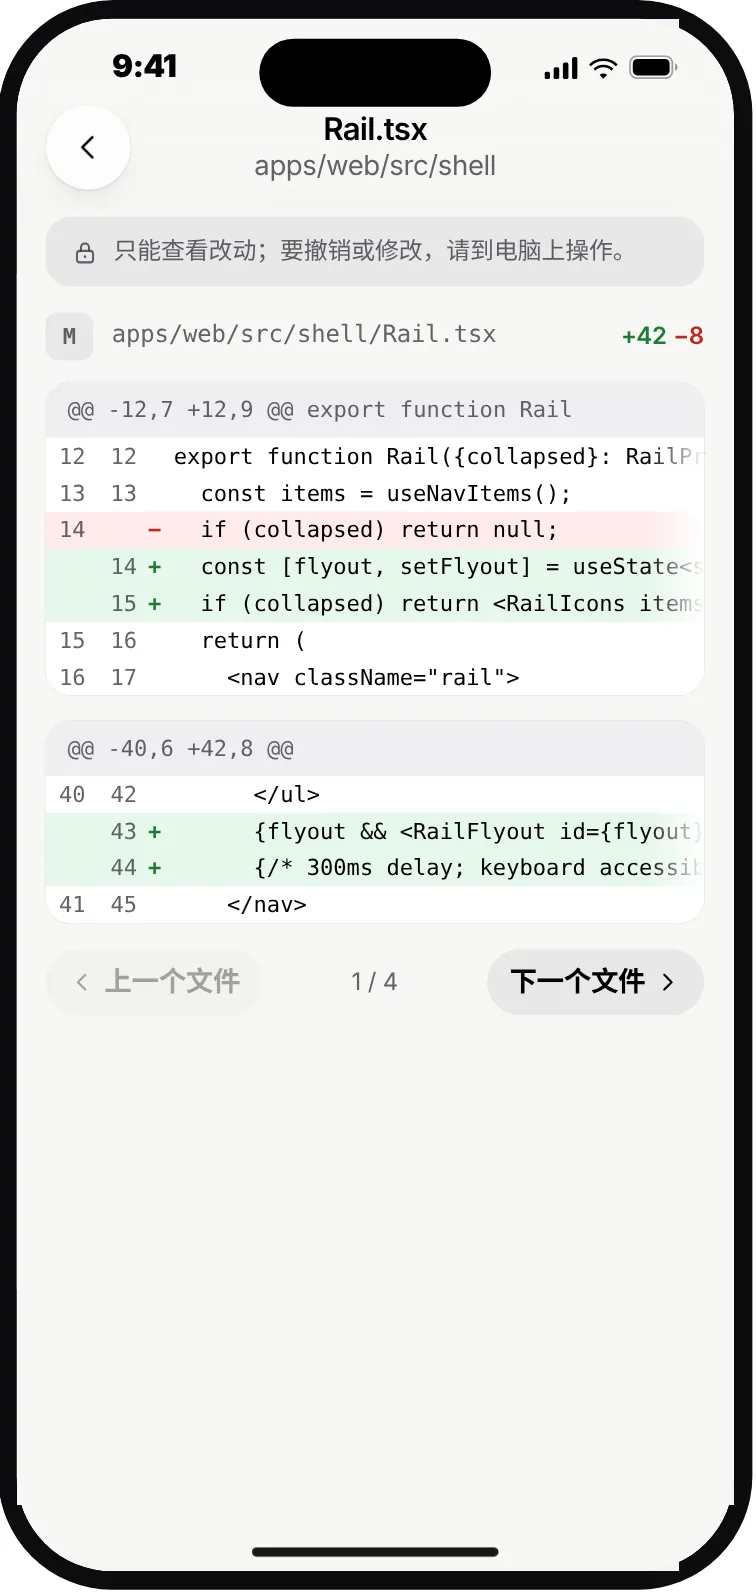 9:41
Rail.tsx
apps/web/src/shell
只能查看改动；要撤销或修改，请到电脑上操作。
M apps/web/src/shell/Rail.tsx +42 −8
@@ -12,7 +12,9 @@ export function Rail
12 12 export function Rail({collapsed}: RailPr
13 13 const items = useNavItems();
14 − if (collapsed) return null;
14 + const [flyout, setFlyout] = useState<s
15 + if (collapsed) return <RailIcons items
15 16 return (
16 17 <nav className="rail">
@@ -40,6 +42,8 @@
40 42 </ul>
43 + {flyout && <RailFlyout id={flyout}
44 + {/* 300ms delay; keyboard accessib
41 45 </nav>
上一个文件 1 / 4 下一个文件